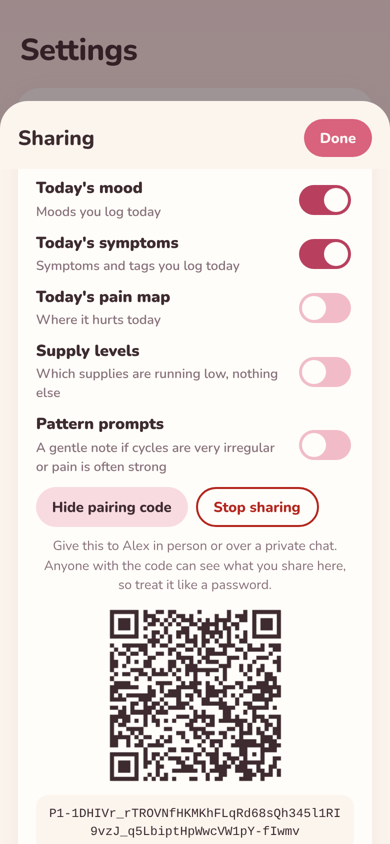 Settings
Sharing
Done
Today's mood
Moods you log today
Today's symptoms
Symptoms and tags you log today
Today's pain map
Where it hurts today
Supply levels
Which supplies are running low, nothing
else
Pattern prompts
A gentle note if cycles are very irregular
or pain is often strong
Hide pairing code
Stop sharing
Give this to Alex in person or over a private chat.
Anyone with the code can see what you share here,
so treat it like a password.
P1-1DHIVr_rTROVNfHKMKhFLqRd68sQh345l1RI
9vzJ_q5LbiptHpWwcVW1pY-fIwmv